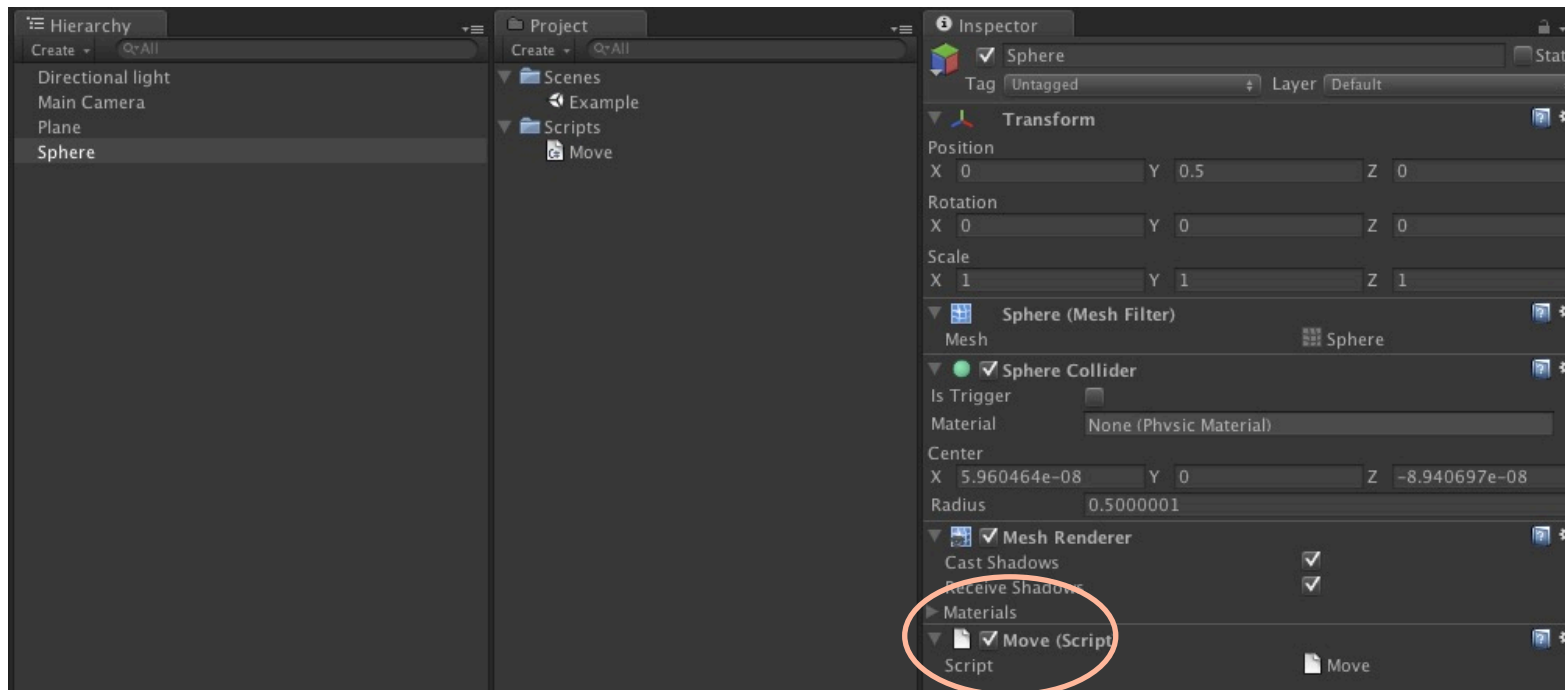 Hierarchy
Create Q▾All
Directional light
Main Camera
Plane
Sphere
Project
Create Q▾All
Scenes
Example
Scripts
Move
Inspector
Sphere Stat
Tag Untagged Layer Default
Transform
Position
X 0 Y 0.5 Z 0
Rotation
X 0 Y 0 Z 0
Scale
X 1 Y 1 Z 1
Sphere (Mesh Filter)
Mesh Sphere
Sphere Collider
Is Trigger
Material None (Physic Material)
Center
X 5.960464e-08 Y 0 Z -8.940697e-08
Radius 0.5000001
Mesh Renderer
Cast Shadows
Receive Shadows
Materials
Move (Script
Script Move